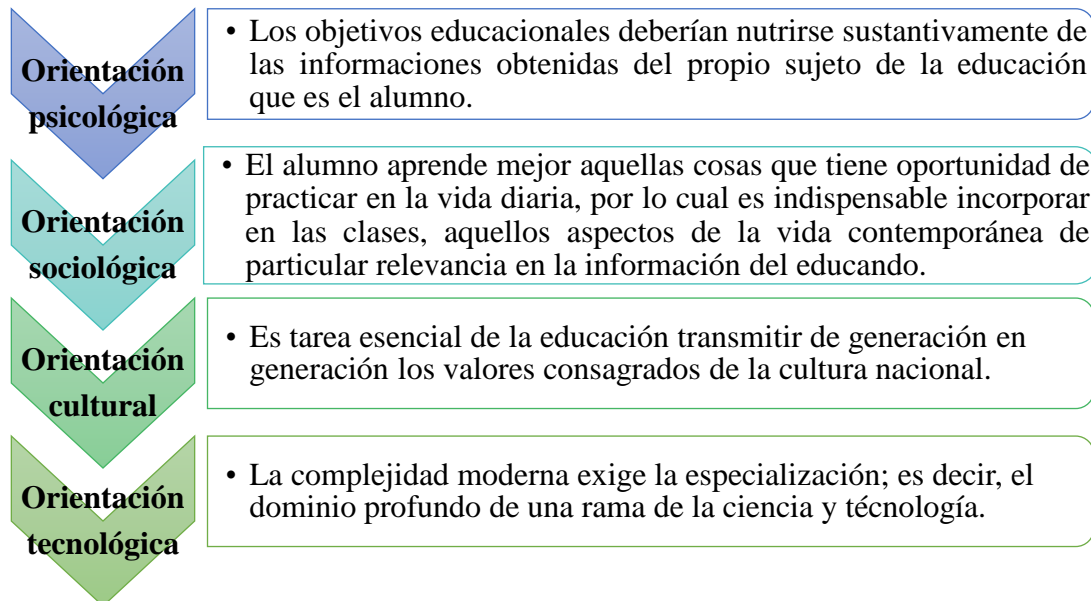 Orientación
psicológica
• Los objetivos educacionales deberían nutrirse sustantivamente de
las informaciones obtenidas del propio sujeto de la educación
que es el alumno.
Orientación
sociológica
• El alumno aprende mejor aquellas cosas que tiene oportunidad de
practicar en la vida diaria, por lo cual es indispensable incorporar
en las clases, aquellos aspectos de la vida contemporánea de
particular relevancia en la información del educando.
Orientación
cultural
• Es tarea esencial de la educación transmitir de generación en
generación los valores consagrados de la cultura nacional.
Orientación
tecnológica
• La complejidad moderna exige la especialización; es decir, el
dominio profundo de una rama de la ciencia y técnología.